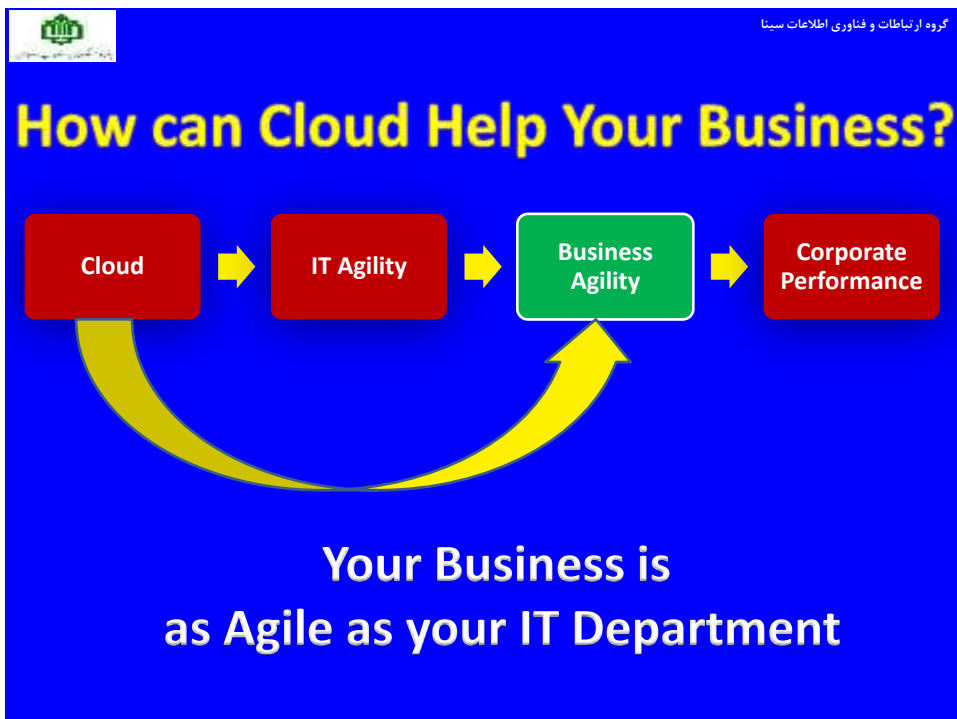 گروه ارتباطات و فناوری اطلاعات سینا
How can Cloud Help Your Business?
Cloud
IT Agility
Business
Agility
Corporate
Performance
Your Business is
as Agile as your IT Department